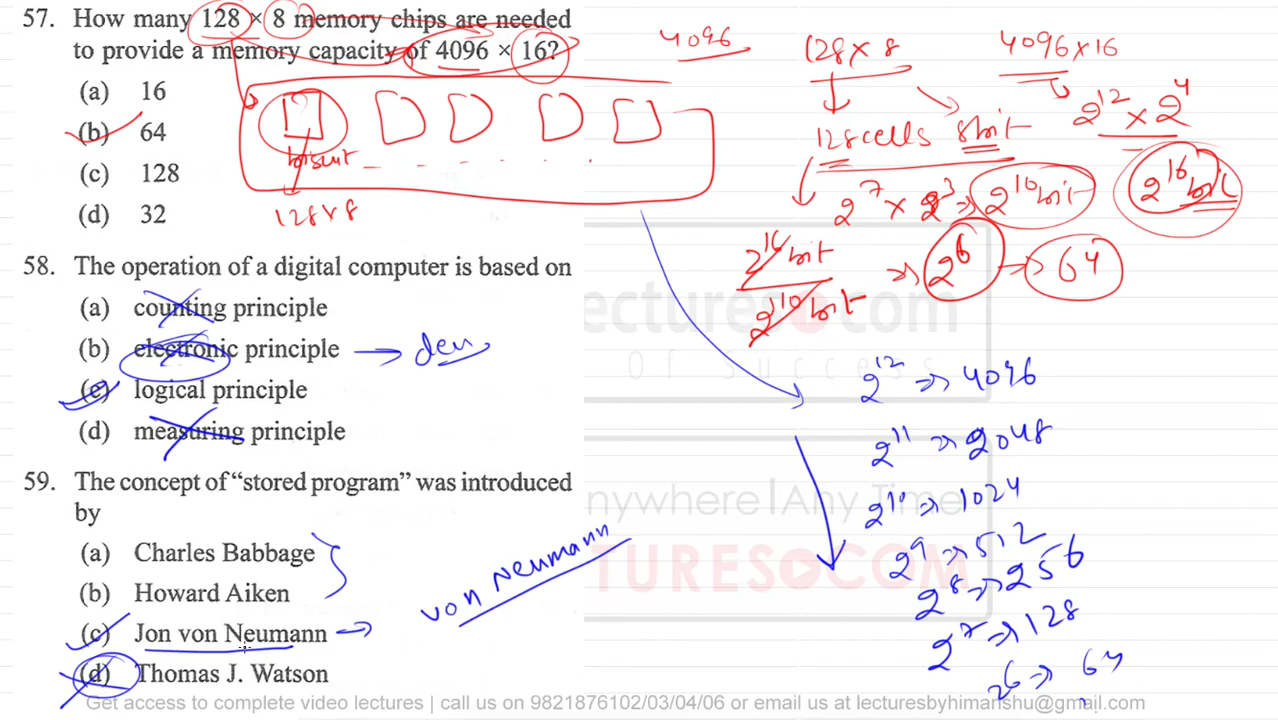 57. How many 128 × 8 memory chips are needed
to provide a memory capacity of 4096 × 16?
(a) 16
(b) 64
(c) 128
(d) 32
128 × 8
58. The operation of a digital computer is based on
(a) counting principle
(b) electronic principle
(c) logical principle
(d) measuring principle
59. The concept of “stored program” was introduced
by
(a) Charles Babbage
(b) Howard Aiken
(c) Jon von Neumann
(d) Thomas J. Watson
von Neumann
4096
128 × 8
4096 × 16
128 cells 8bit
2^12 × 2^4
2^7 × 2^3 => 2^10 bit
2^16 bit
2^16 bit
2^10 bit
=> 2^6 => 64
2^12 => 4096
2^11 => 2048
2^10 => 1024
2^9 => 512
2^8 => 256
2^7 => 128
2^6 => 64
Of Success
Anywhere | Any Time
Get access to complete video lectures | call us on 9821876102/03/04/06 or email us at lecturesbyhimanshu@gmail.com